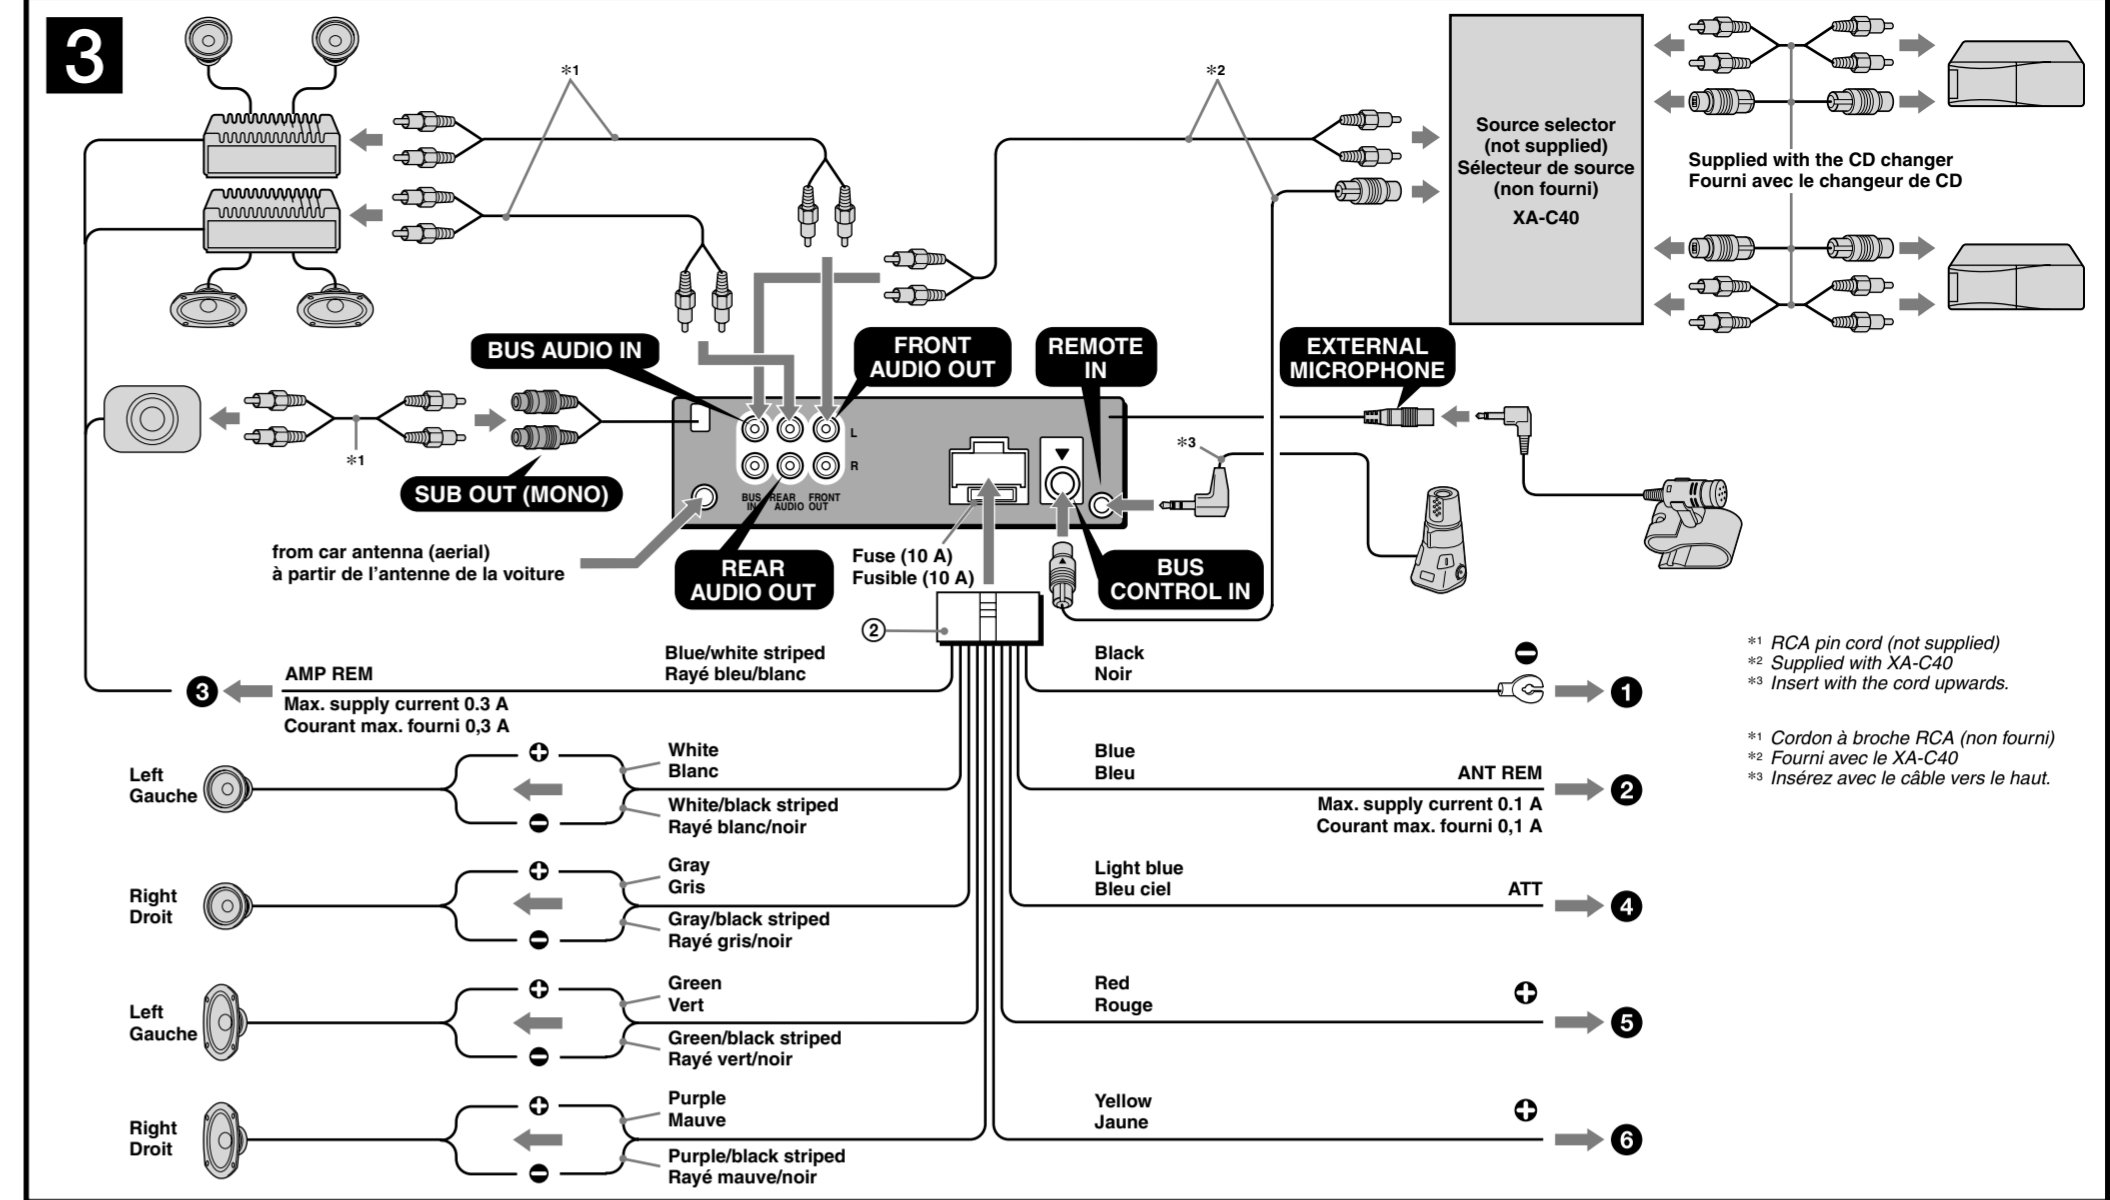 3
*1
*2
Source selector
(not supplied)
Sélecteur de source
(non fourni)
XA-C40
Supplied with the CD changer
Fourni avec le changeur de CD
BUS AUDIO IN
FRONT
AUDIO OUT
REMOTE
IN
EXTERNAL
MICROPHONE
*1
SUB OUT (MONO)
L
R
BUS REAR FRONT
IN AUDIO OUT
*3
from car antenna (aerial)
à partir de l'antenne de la voiture
REAR
AUDIO OUT
Fuse (10 A)
Fusible (10 A)
BUS
CONTROL IN
2
3
AMP REM
Max. supply current 0.3 A
Courant max. fourni 0,3 A
Blue/white striped
Rayé bleu/blanc
Black
Noir
1
*1 RCA pin cord (not supplied)
*2 Supplied with XA-C40
*3 Insert with the cord upwards.
*1 Cordon à broche RCA (non fourni)
*2 Fourni avec le XA-C40
*3 Insérez avec le câble vers le haut.
Left
Gauche
White
Blanc
White/black striped
Rayé blanc/noir
Blue
Bleu
ANT REM
Max. supply current 0.1 A
Courant max. fourni 0,1 A
2
Right
Droit
Gray
Gris
Gray/black striped
Rayé gris/noir
Light blue
Bleu ciel
ATT
4
Left
Gauche
Green
Vert
Green/black striped
Rayé vert/noir
Red
Rouge
5
Right
Droit
Purple
Mauve
Purple/black striped
Rayé mauve/noir
Yellow
Jaune
6